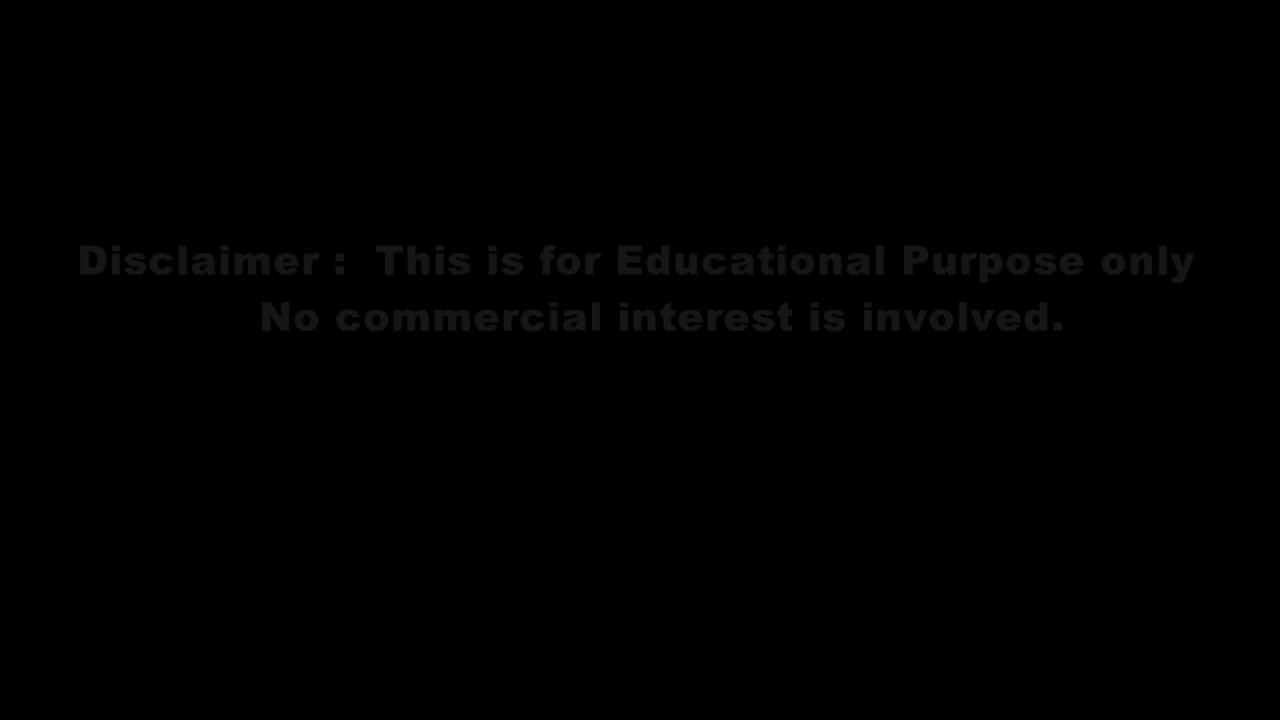 Disclaimer :  This is for Educational Purpose only
No commercial interest is involved.